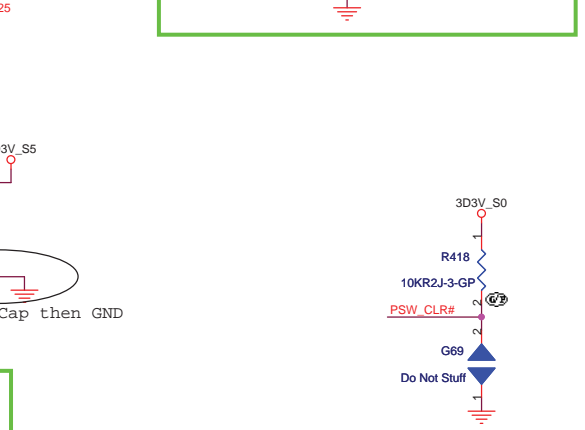 25
3V_S5
Cap then GND
3D3V_S0
1
R418
10KR2J-3-GP
2
PSW_CLR#
2
G69
Do Not Stuff
1